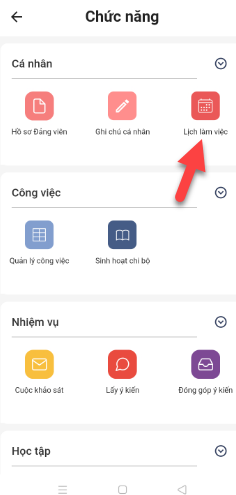 Chức năng
Cá nhân
Hồ sơ Đảng viên
Ghi chú cá nhân
Lịch làm việc
Công việc
Quản lý công việc
Sinh hoạt chi bộ
Nhiệm vụ
Cuộc khảo sát
Lấy ý kiến
Đóng góp ý kiến
Học tập